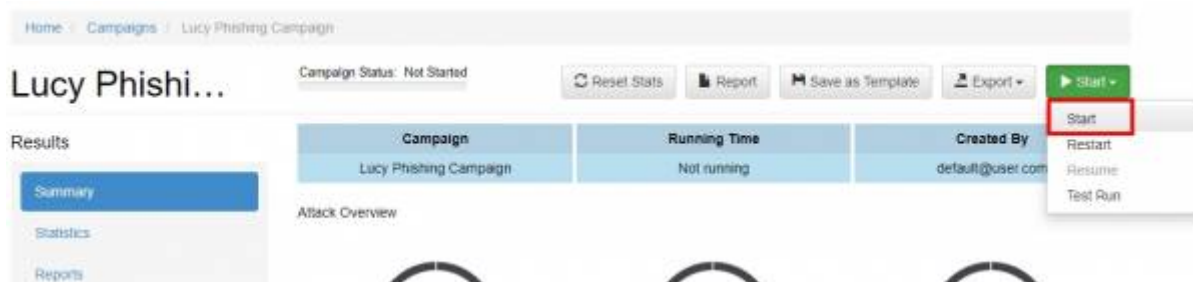 Home / Campaigns / Lucy Phishing Campaign
Lucy Phishi...
Campaign Status: Not Started
Reset Stats
Report
Save as Template
Export
Start
Start
Restart
Resume
Test Run
Results
Summary
Statistics
Reports
Campaign Running Time Created By
Lucy Phishing Campaign Not running default@user.com
Attack Overview